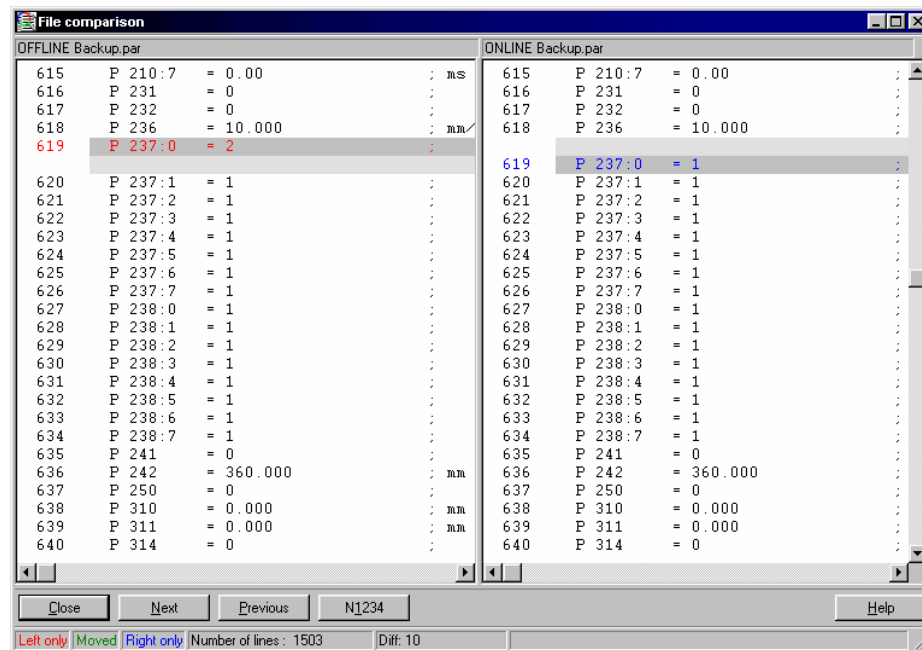 File comparison
OFFLINE Backup.par
615 P 210:7 = 0.00 ; ms
616 P 231 = 0 ;
617 P 232 = 0 ;
618 P 236 = 10.000 ; mm/
619 P 237:0 = 2 ;
620 P 237:1 = 1 ;
621 P 237:2 = 1 ;
622 P 237:3 = 1 ;
623 P 237:4 = 1 ;
624 P 237:5 = 1 ;
625 P 237:6 = 1 ;
626 P 237:7 = 1 ;
627 P 238:0 = 1 ;
628 P 238:1 = 1 ;
629 P 238:2 = 1 ;
630 P 238:3 = 1 ;
631 P 238:4 = 1 ;
632 P 238:5 = 1 ;
633 P 238:6 = 1 ;
634 P 238:7 = 1 ;
635 P 241 = 0 ;
636 P 242 = 360.000 ; mm
637 P 250 = 0 ;
638 P 310 = 0.000 ; mm
639 P 311 = 0.000 ; mm
640 P 314 = 0 ;
ONLINE Backup.par
615 P 210:7 = 0.00 ;
616 P 231 = 0 ;
617 P 232 = 0 ;
618 P 236 = 10.000 ;
619 P 237:0 = 1 ;
620 P 237:1 = 1 ;
621 P 237:2 = 1 ;
622 P 237:3 = 1 ;
623 P 237:4 = 1 ;
624 P 237:5 = 1 ;
625 P 237:6 = 1 ;
626 P 237:7 = 1 ;
627 P 238:0 = 1 ;
628 P 238:1 = 1 ;
629 P 238:2 = 1 ;
630 P 238:3 = 1 ;
631 P 238:4 = 1 ;
632 P 238:5 = 1 ;
633 P 238:6 = 1 ;
634 P 238:7 = 1 ;
635 P 241 = 0 ;
636 P 242 = 360.000 ;
637 P 250 = 0 ;
638 P 310 = 0.000 ;
639 P 311 = 0.000 ;
640 P 314 = 0 ;
Close Next Previous N1234 Help
Left only Moved Right only Number of lines : 1503 Diff: 10